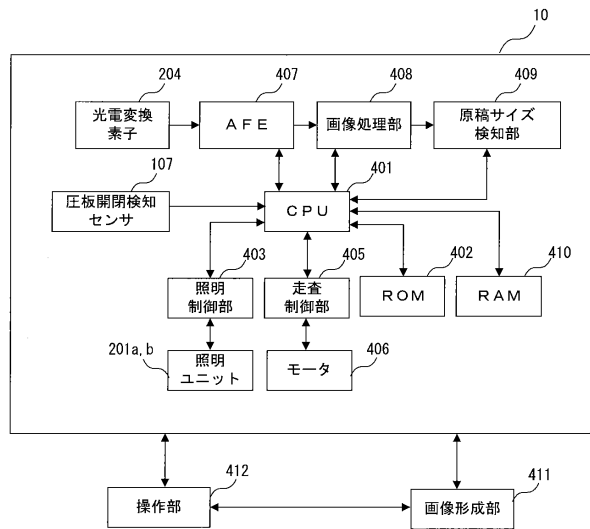 10
204
407
408
409
光電変換
素子
ＡＦＥ
画像処理部
原稿サイズ
検知部
107
401
圧板開閉検知
センサ
ＣＰＵ
403
405
402
410
照明
制御部
走査
制御部
ＲＯＭ
ＲＡＭ
201a,b
406
照明
ユニット
モータ
412
411
操作部
画像形成部